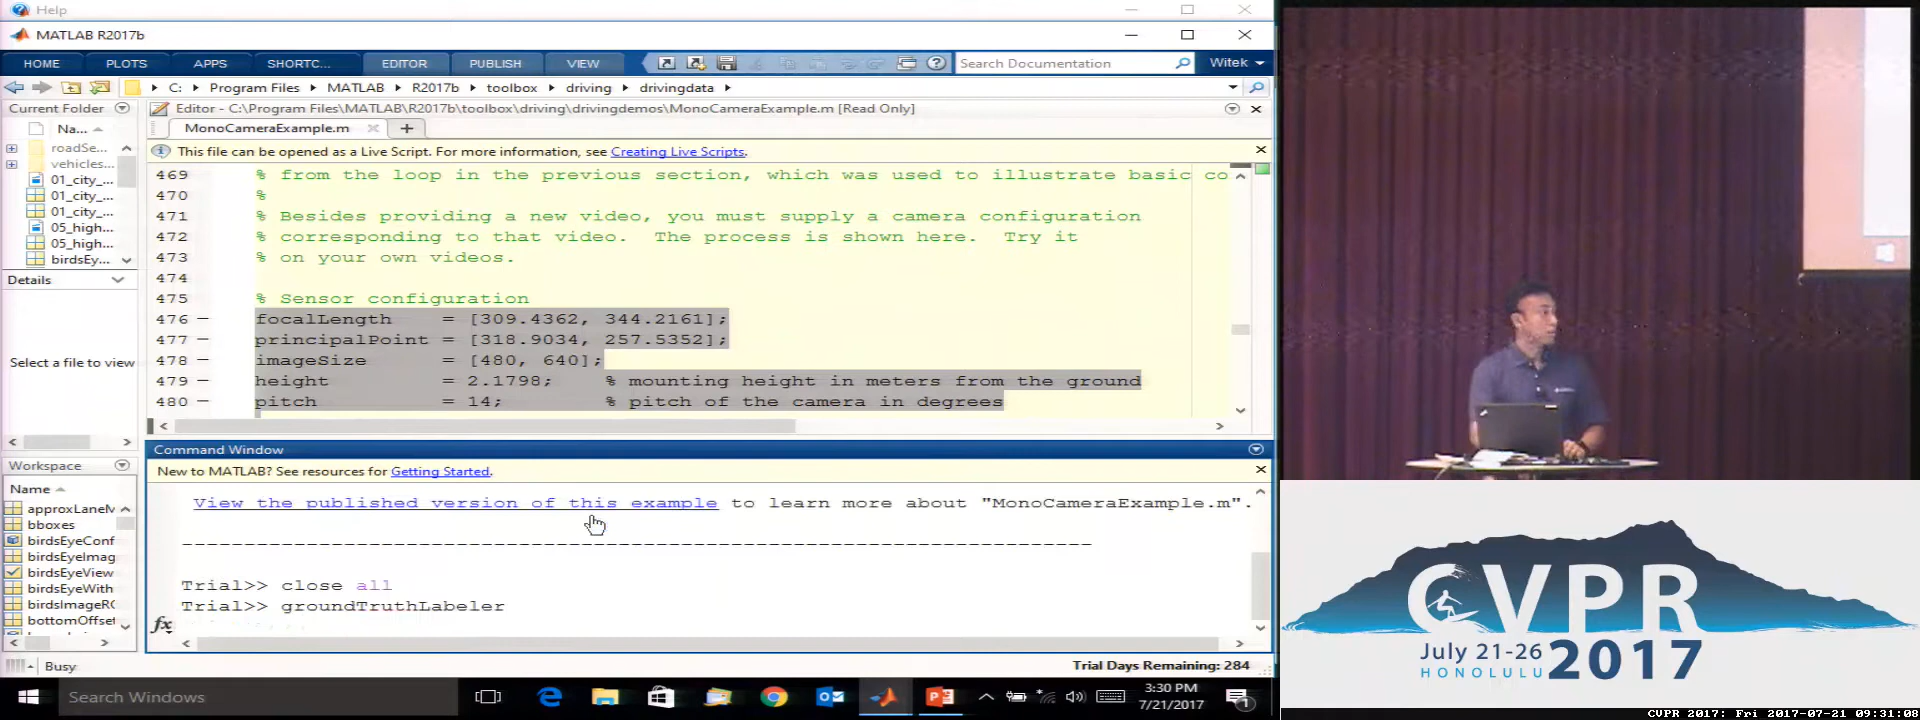 Help
MATLAB R2017b
HOME PLOTS APPS SHORTC... EDITOR PUBLISH VIEW Search Documentation Witek
C: Program Files MATLAB R2017b toolbox driving drivingdata
Current Folder
Editor - C:\Program Files\MATLAB\R2017b\toolbox\driving\drivingdemos\MonoCameraExample.m [Read Only]
Na...
MonoCameraExample.m
roadSe...
This file can be opened as a Live Script. For more information, see Creating Live Scripts.
vehicles...
01_city_...
01_city_...
01_city_...
05_high...
05_high...
birdsEy...
469 % from the loop in the previous section, which was used to illustrate basic co
470 %
471 % Besides providing a new video, you must supply a camera configuration
472 % corresponding to that video. The process is shown here. Try it
473 % on your own videos.
474
475 % Sensor configuration
476 - focalLength = [309.4362, 344.2161];
477 - principalPoint = [318.9034, 257.5352];
478 - imageSize = [480, 640];
479 - height = 2.1798; % mounting height in meters from the ground
480 - pitch = 14; % pitch of the camera in degrees
Details
Select a file to view
Command Window
New to MATLAB? See resources for Getting Started.
View the published version of this example to learn more about "MonoCameraExample.m".
--------------------------------------------------------------------------
Trial>> close all
Trial>> groundTruthLabeler
fx
Workspace
Name
approxLaneW
bboxes
birdsEyeConf
birdsEyeImag
birdsEyeView
birdsEyeWith
birdsImageRO
bottomOffset
Busy
Trial Days Remaining: 284
Search Windows
3:30 PM
7/21/2017
1
CVPR
July 21-26
HONOLULU
2017
CVPR 2017: Fri 2017-07-21 09:31:08